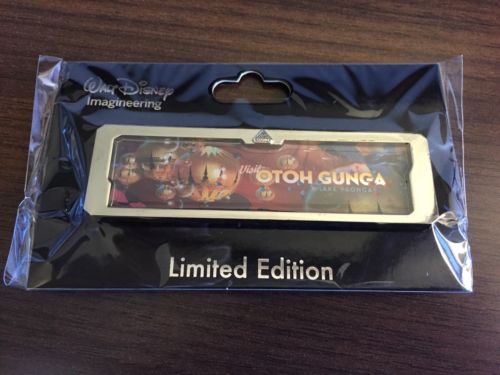 Walt Disney
Imagineering
Visit
OTOH GUNGA
LAKE PAONGA
Limited Edition